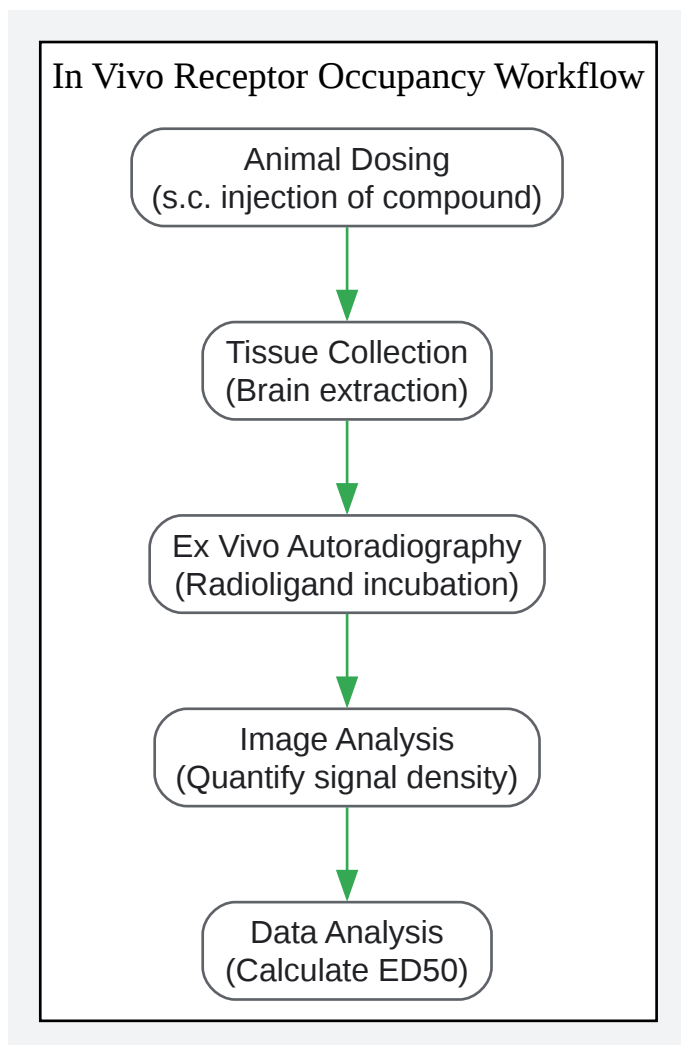 In Vivo Receptor Occupancy Workflow
Animal Dosing
(s.c. injection of compound)
Tissue Collection
(Brain extraction)
Ex Vivo Autoradiography
(Radioligand incubation)
Image Analysis
(Quantify signal density)
Data Analysis
(Calculate ED50)